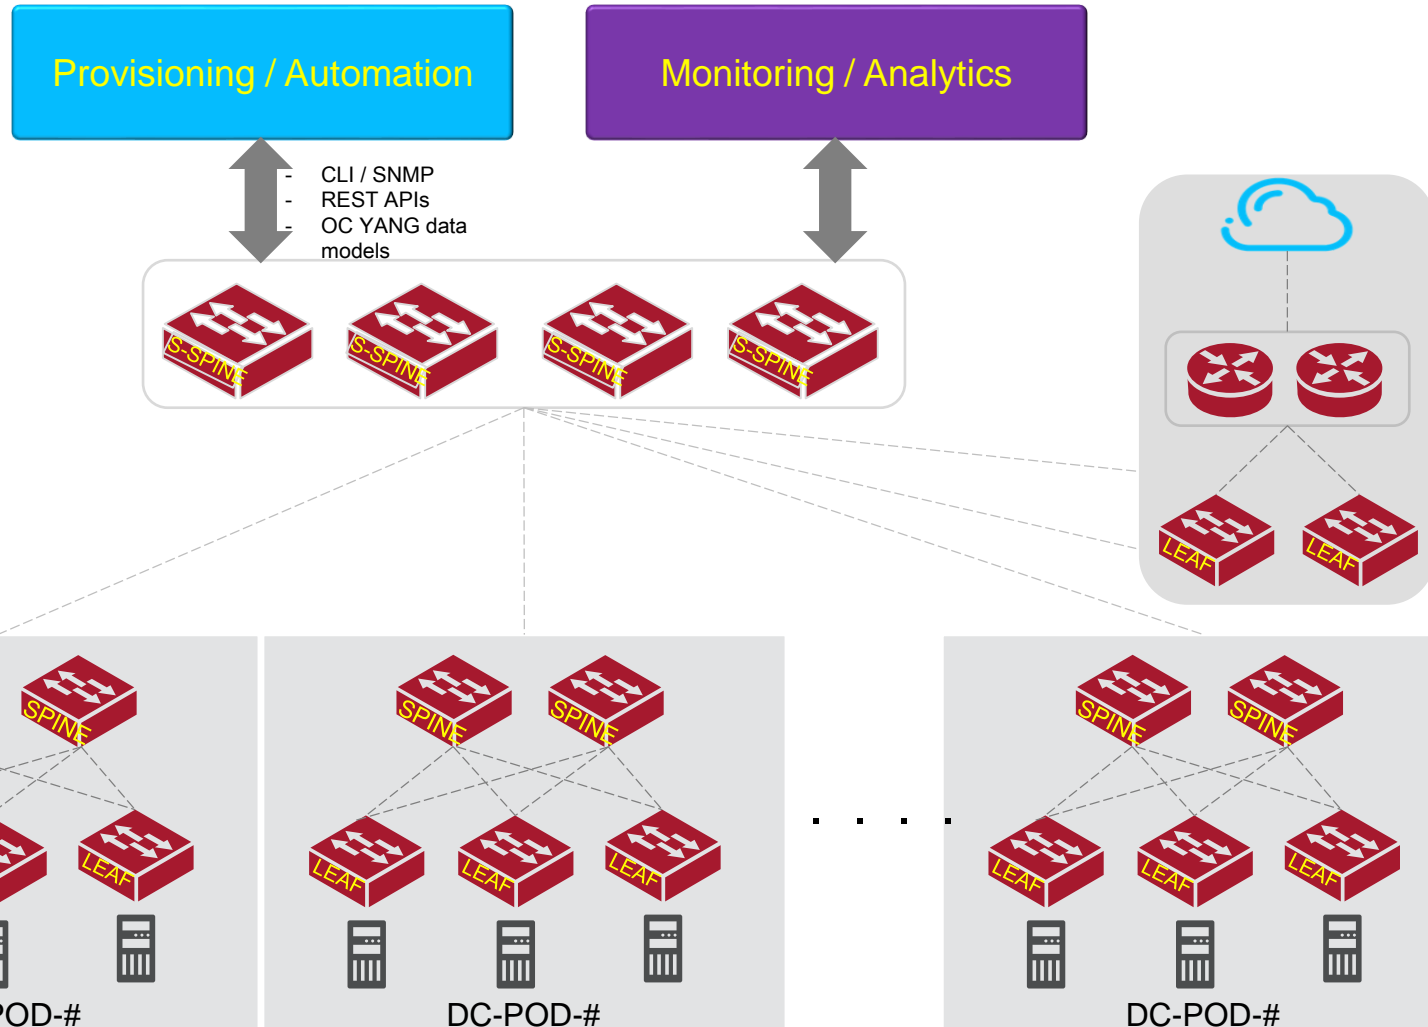 Provisioning / Automation
Monitoring / Analytics
- CLI / SNMP
- REST APIs
- OC YANG data
models
S-SPINE
S-SPINE
S-SPINE
S-SPINE
LEAF
LEAF
SPINE
SPINE
SPINE
SPINE
SPINE
LEAF
LEAF
LEAF
LEAF
LEAF
LEAF
LEAF
POD-#
DC-POD-#
. . . .
DC-POD-#